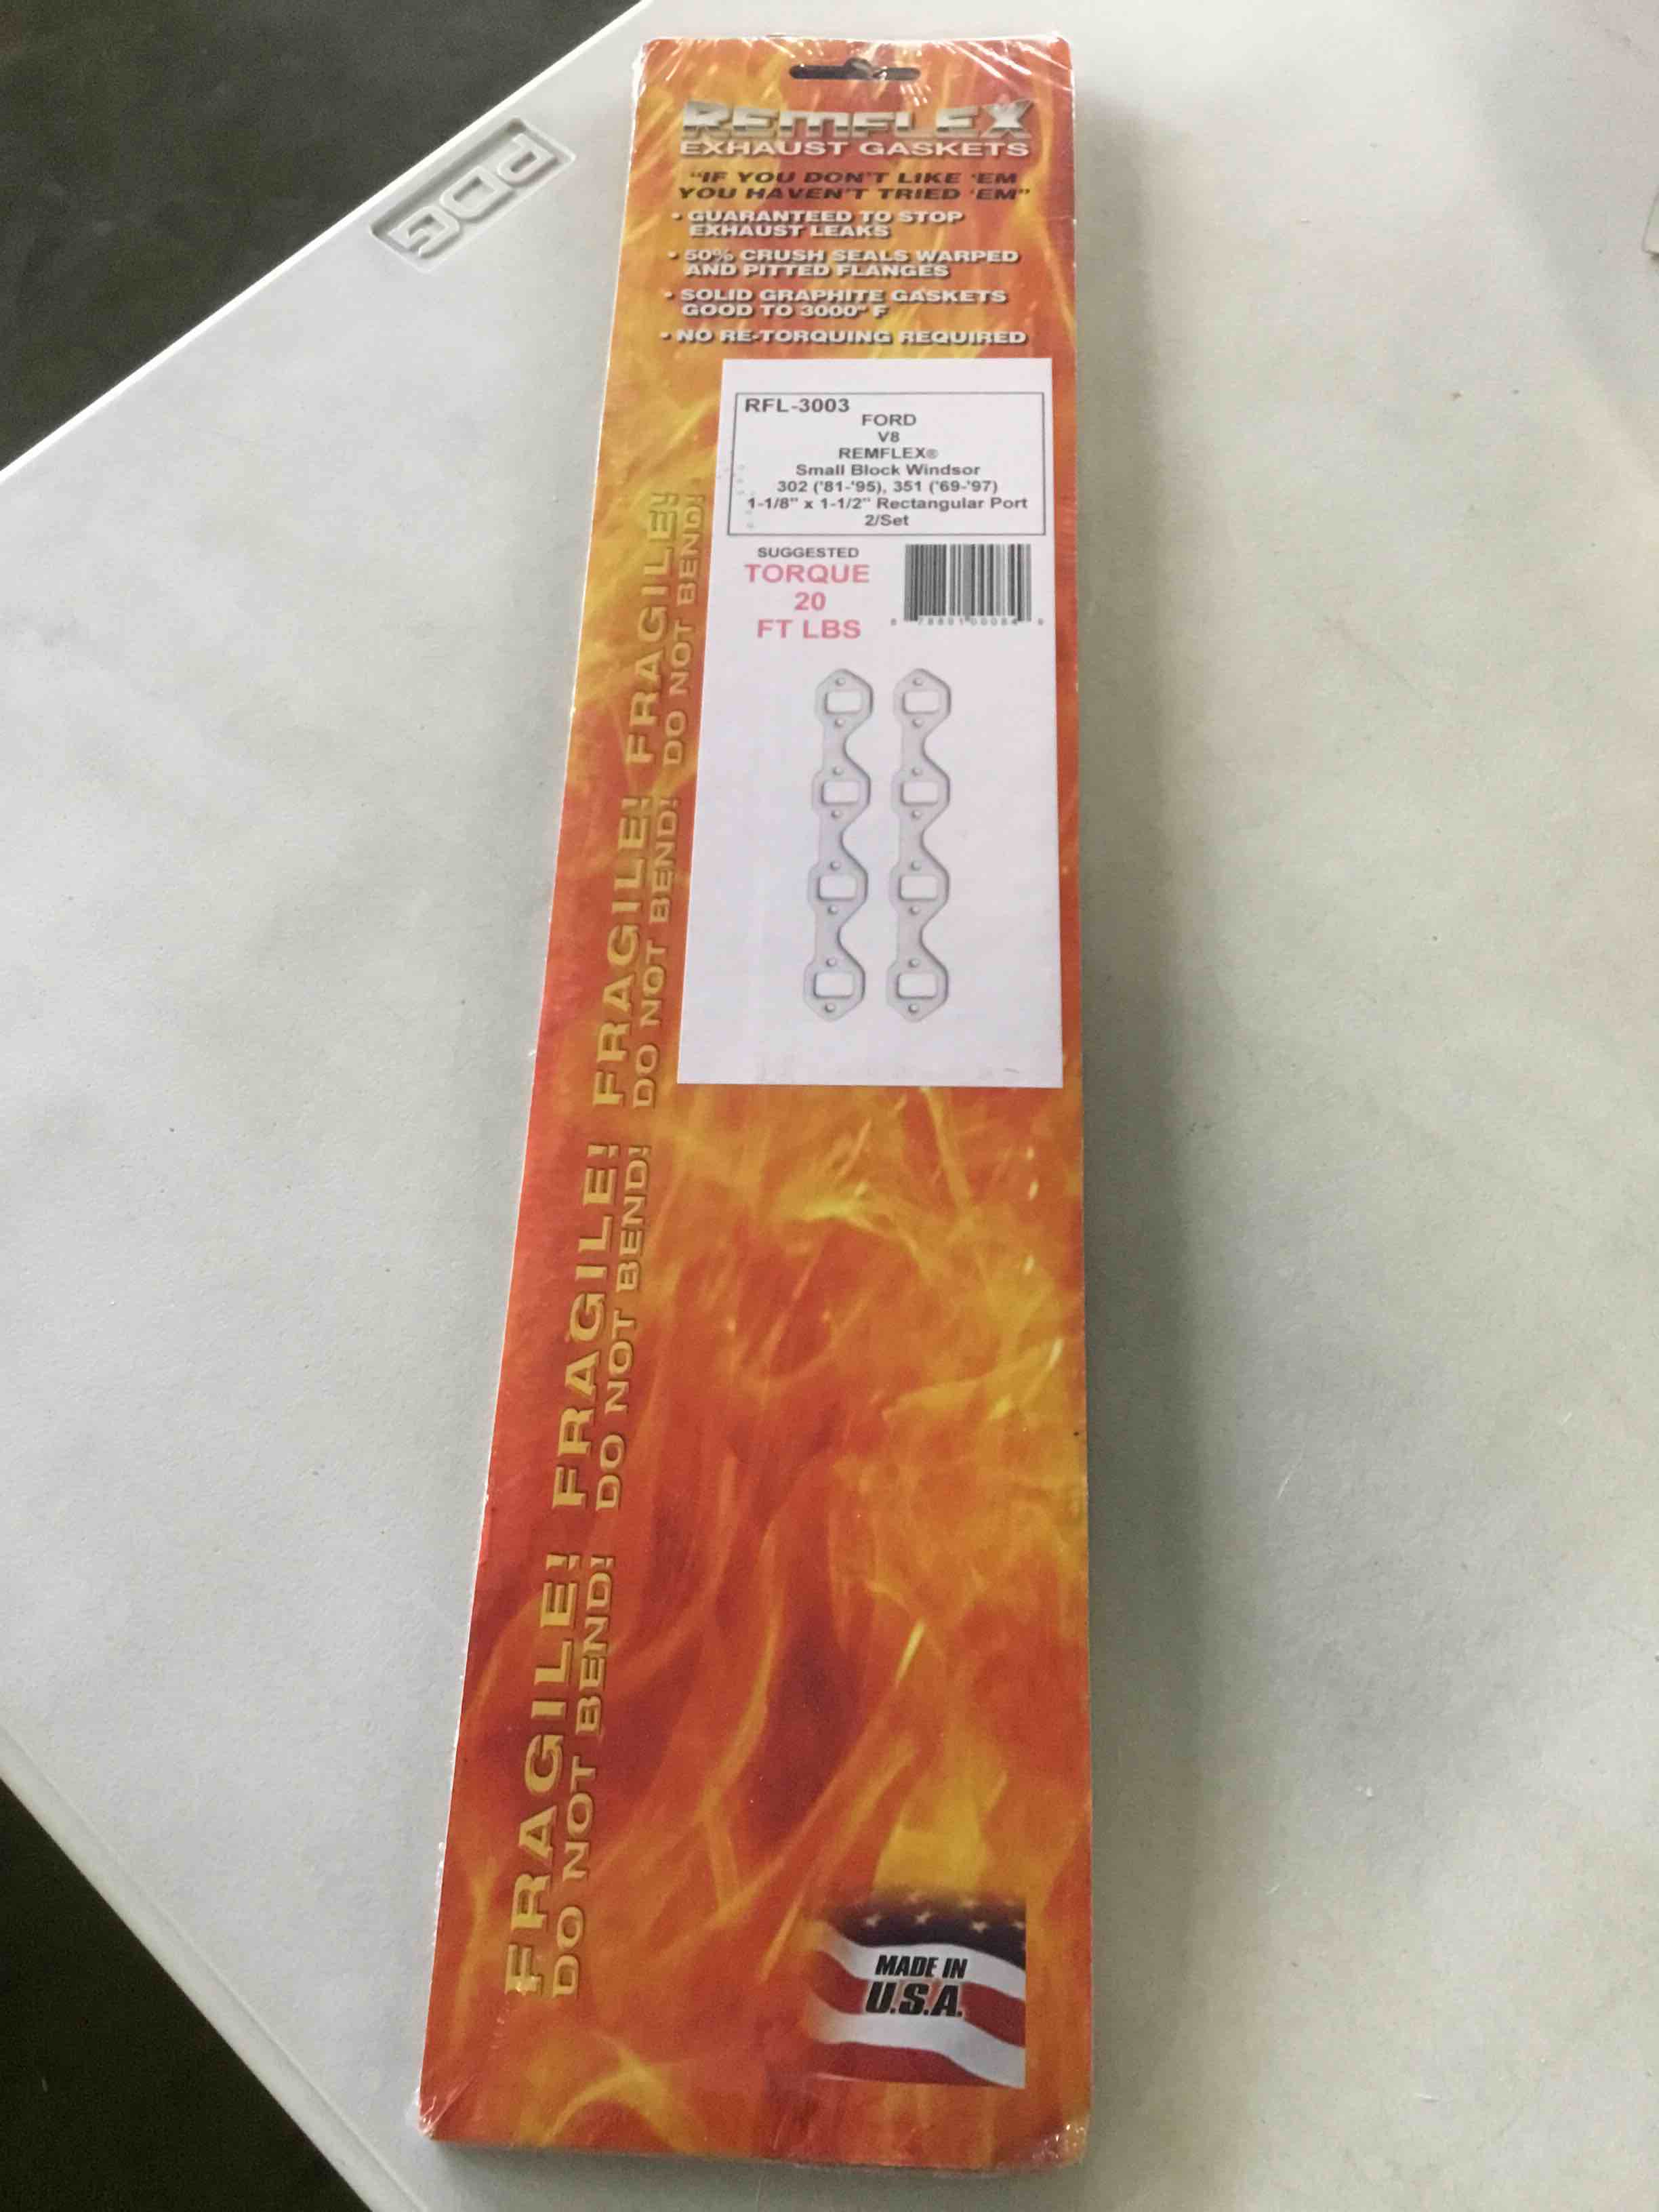 PDG
REMFLEX
EXHAUST GASKETS
"IF YOU DON'T LIKE 'EM
YOU HAVEN'T TRIED 'EM"
• GUARANTEED TO STOP
EXHAUST LEAKS
• 50% CRUSH SEALS WARPED
AND PITTED FLANGES
• SOLID GRAPHITE GASKETS
GOOD TO 3000° F
• NO RE-TORQUING REQUIRED
RFL-3003
FORD
V8
REMFLEX®
Small Block Windsor
302 ('81-'95), 351 ('69-'97)
1-1/8" x 1-1/2" Rectangular Port
2/Set
SUGGESTED
TORQUE
20
FT LBS
FRAGILE! FRAGILE! FRAGILE! FRAGILE!
DO NOT BEND! DO NOT BEND! DO NOT BEND! DO NOT BEND!
MADE IN
U.S.A.